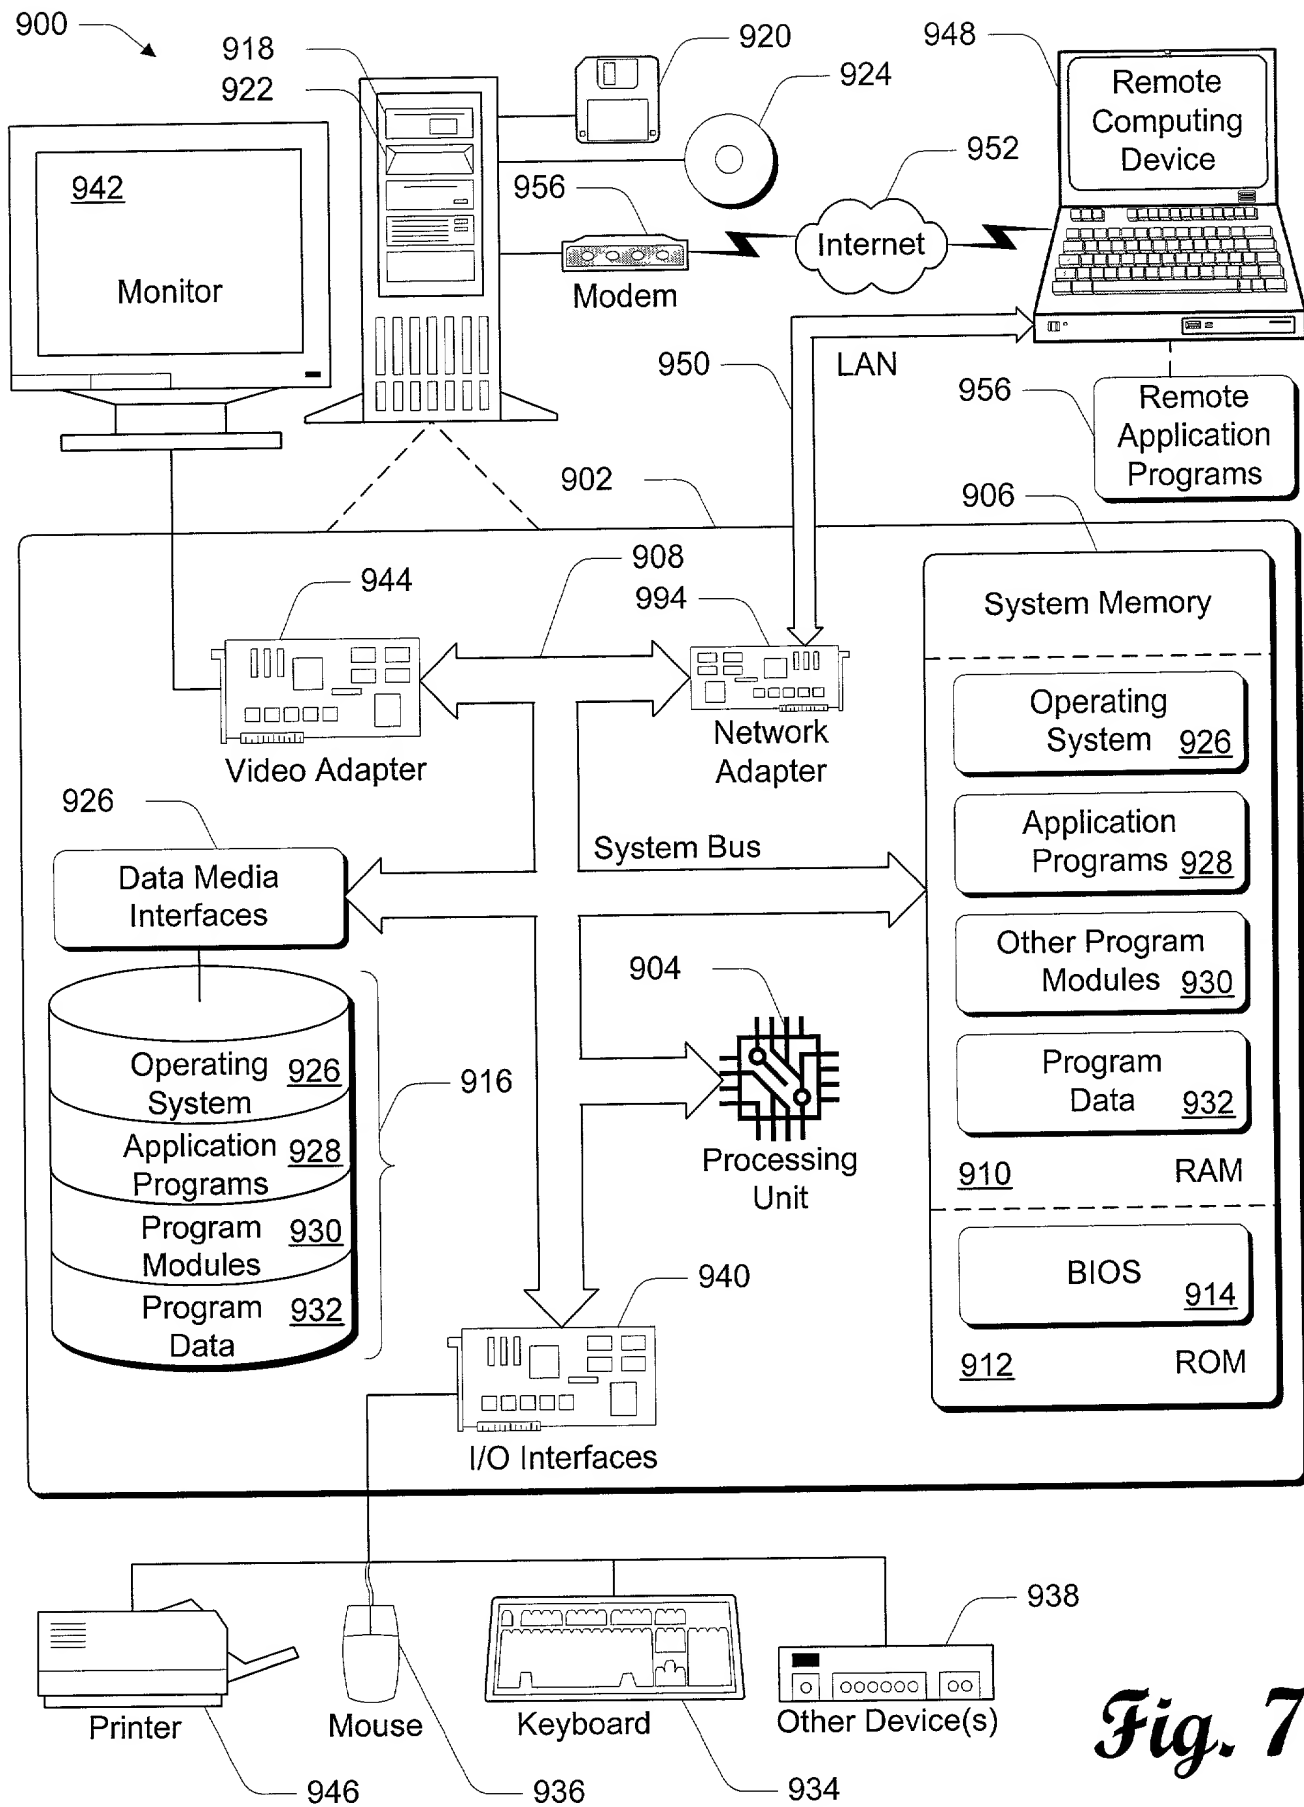 900
918
922
920
924
948
Remote
Computing
Device
942
Monitor
956
Modem
952
Internet
950
LAN
956
Remote
Application
Programs
902
906
908
944
994
Video Adapter
Network
Adapter
System Memory
Operating
System 926
Application
Programs 928
Other Program
Modules 930
Program
Data 932
910 RAM
BIOS
914
912 ROM
926
Data Media
Interfaces
System Bus
904
Processing
Unit
Operating
System 926
Application
Programs 928
Program
Modules 930
Program
Data 932
916
940
I/O Interfaces
Printer
946
Mouse
936
Keyboard
934
938
Other Device(s)
Fig. 7